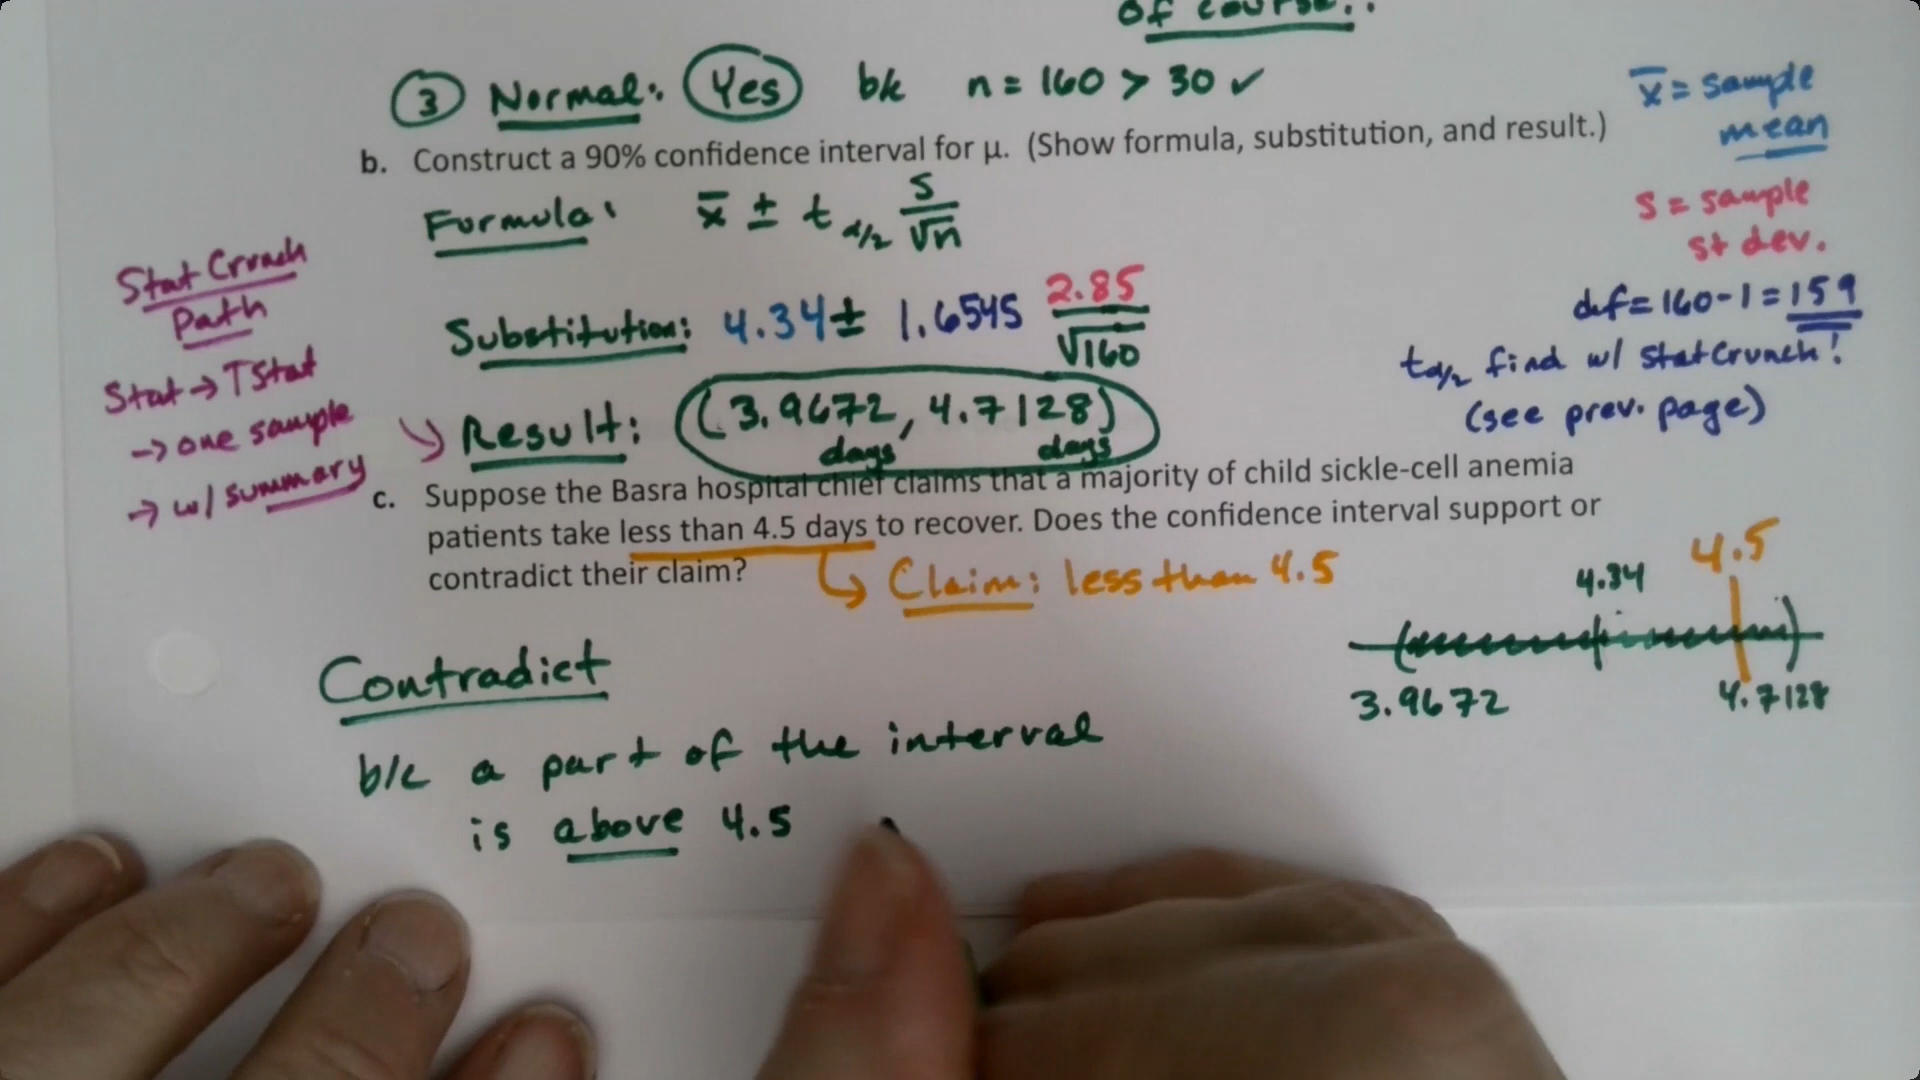 of course!!
③ Normal: Yes b/c n = 160 > 30 ✓
x̄ = sample
mean
b. Construct a 90% confidence interval for μ. (Show formula, substitution, and result.)
Formula: x̄ ± t α/2 s/√n
s = sample
st dev.
StatCrunch
Path
Stat → TStat
→ one sample
→ w/ summary
Substitution: 4.34 ± 1.6545 2.85/√160
df = 160 - 1 = 159
tα/2 find w/ StatCrunch!
(see prev. page)
Result: (3.9672, 4.7128)
days days
c. Suppose the Basra hospital chief claims that a majority of child sickle-cell anemia
patients take less than 4.5 days to recover. Does the confidence interval support or
contradict their claim?
Claim: less than 4.5
4.34 4.5
3.9672 4.7128
Contradict
b/c a part of the interval
is above 4.5